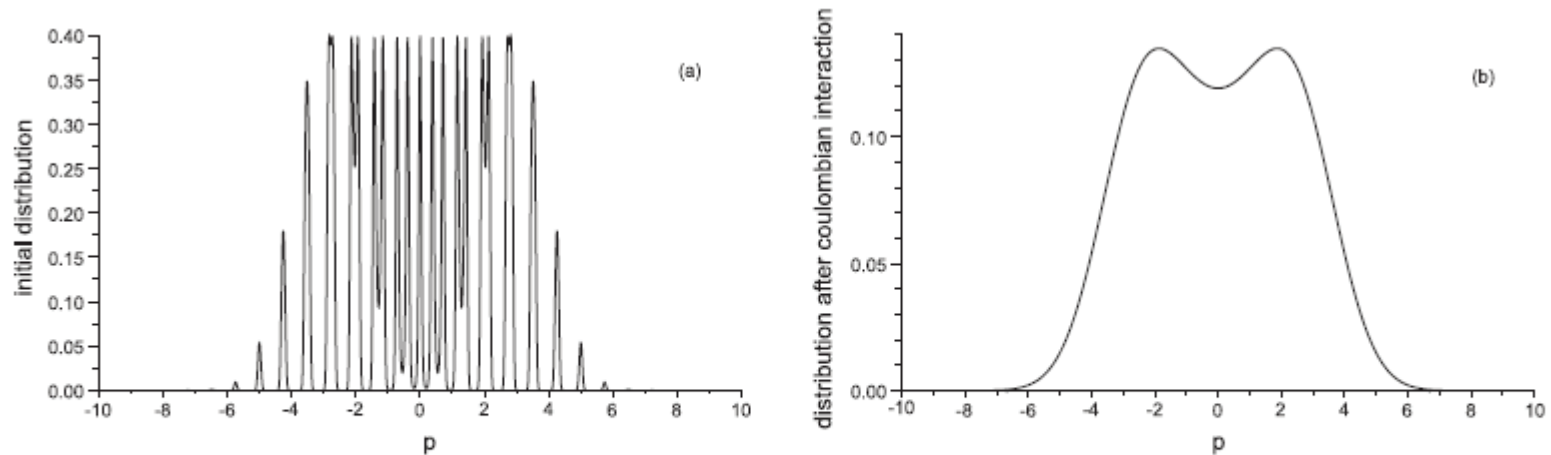 initial distribution
0.40
0.35
0.30
0.25
0.20
0.15
0.10
0.05
0.00
-10 -8 -6 -4 -2 0 2 4 6 8 10
p
(a)
distribution after coulombian interaction
0.10
0.05
0.00
-10 -8 -6 -4 -2 0 2 4 6 8 10
p
(b)